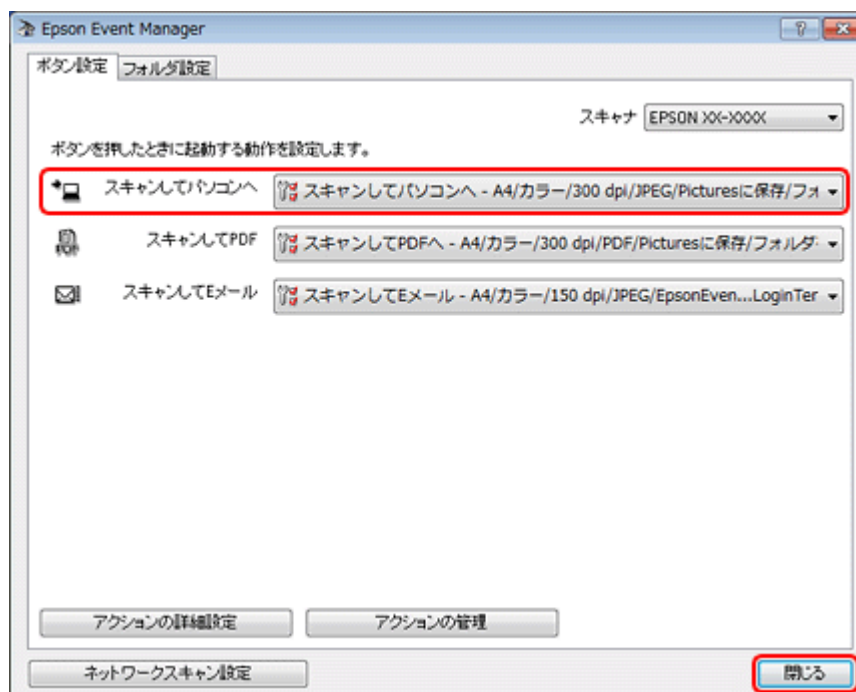 Epson Event Manager
ボタン設定 フォルダ設定
スキャナ EPSON XX-XXXX
ボタンを押したときに起動する動作を設定します。
スキャンしてパソコンへ スキャンしてパソコンへ - A4/カラー/300 dpi/JPEG/Picturesに保存/フォ
スキャンしてPDF スキャンしてPDFへ - A4/カラー/300 dpi/PDF/Picturesに保存/フォルダ
スキャンしてEメール スキャンしてEメール - A4/カラー/150 dpi/JPEG/EpsonEven...LoginTer
アクションの詳細設定 アクションの管理
ネットワークスキャン設定 閉じる